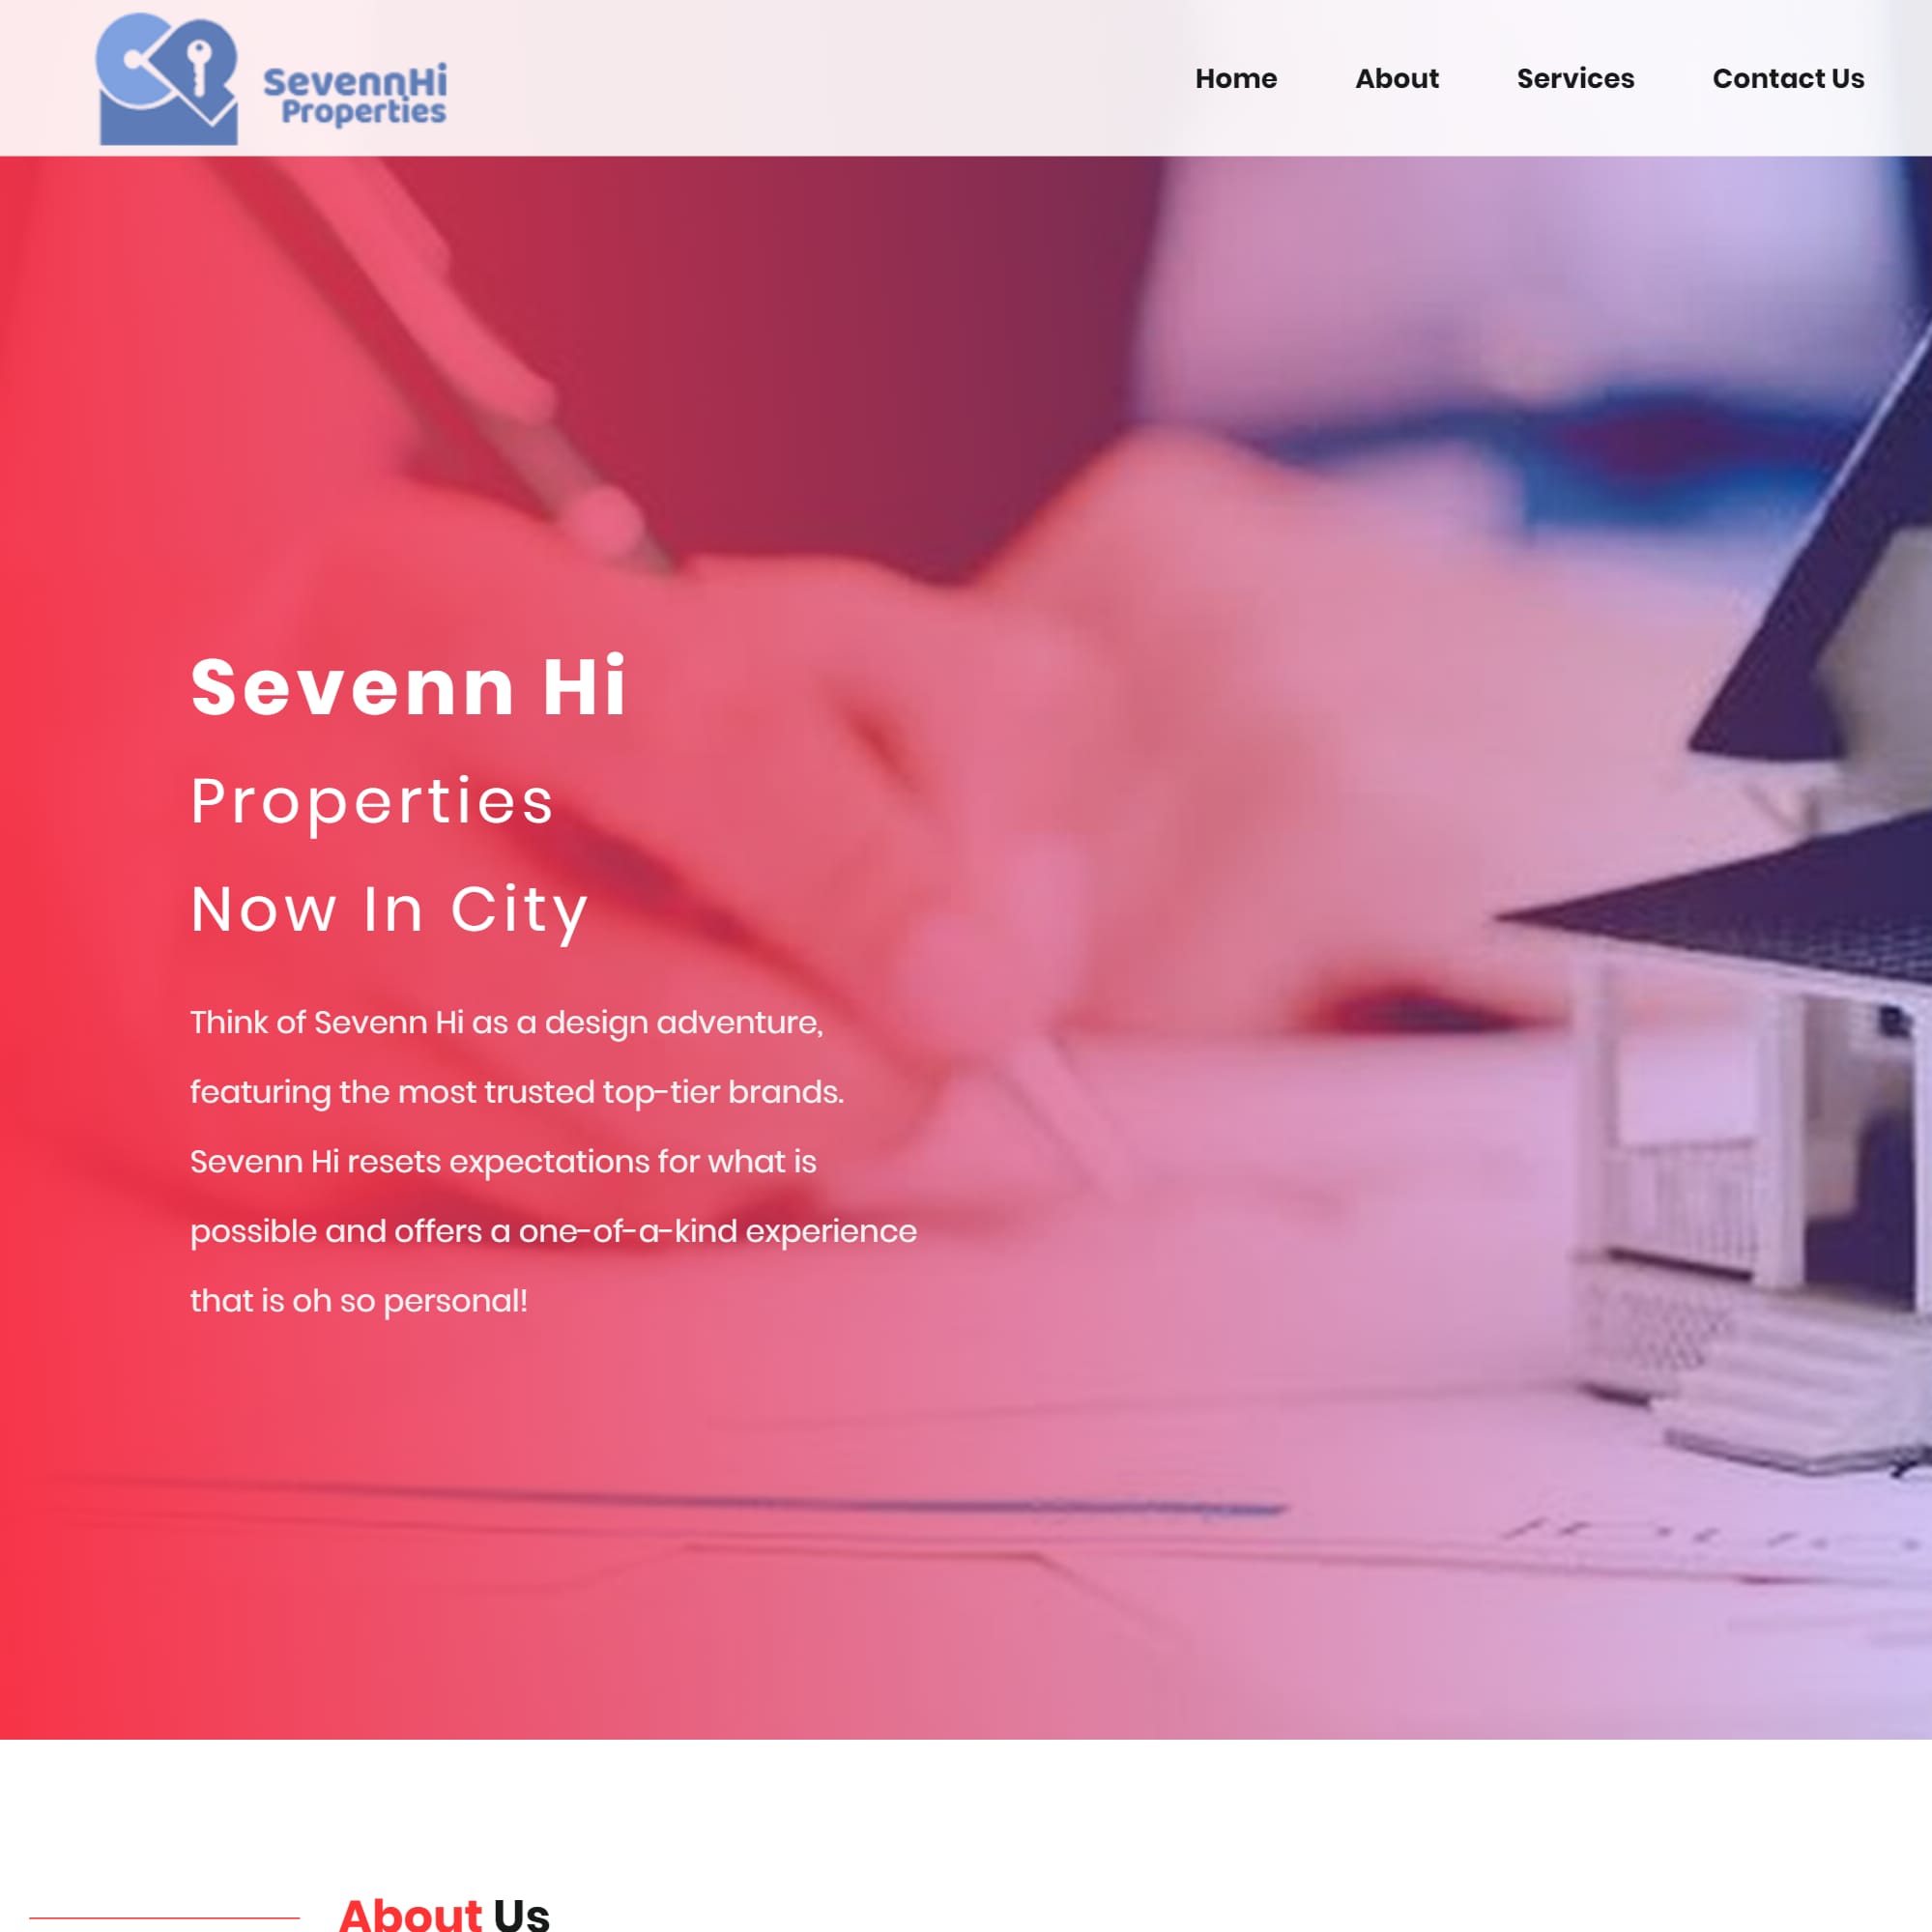 SevennHi
Properties
Home About Services Contact Us
Sevenn Hi
Properties
Now In City
Think of Sevenn Hi as a design adventure,
featuring the most trusted top-tier brands.
Sevenn Hi resets expectations for what is
possible and offers a one-of-a-kind experience
that is oh so personal!
About Us